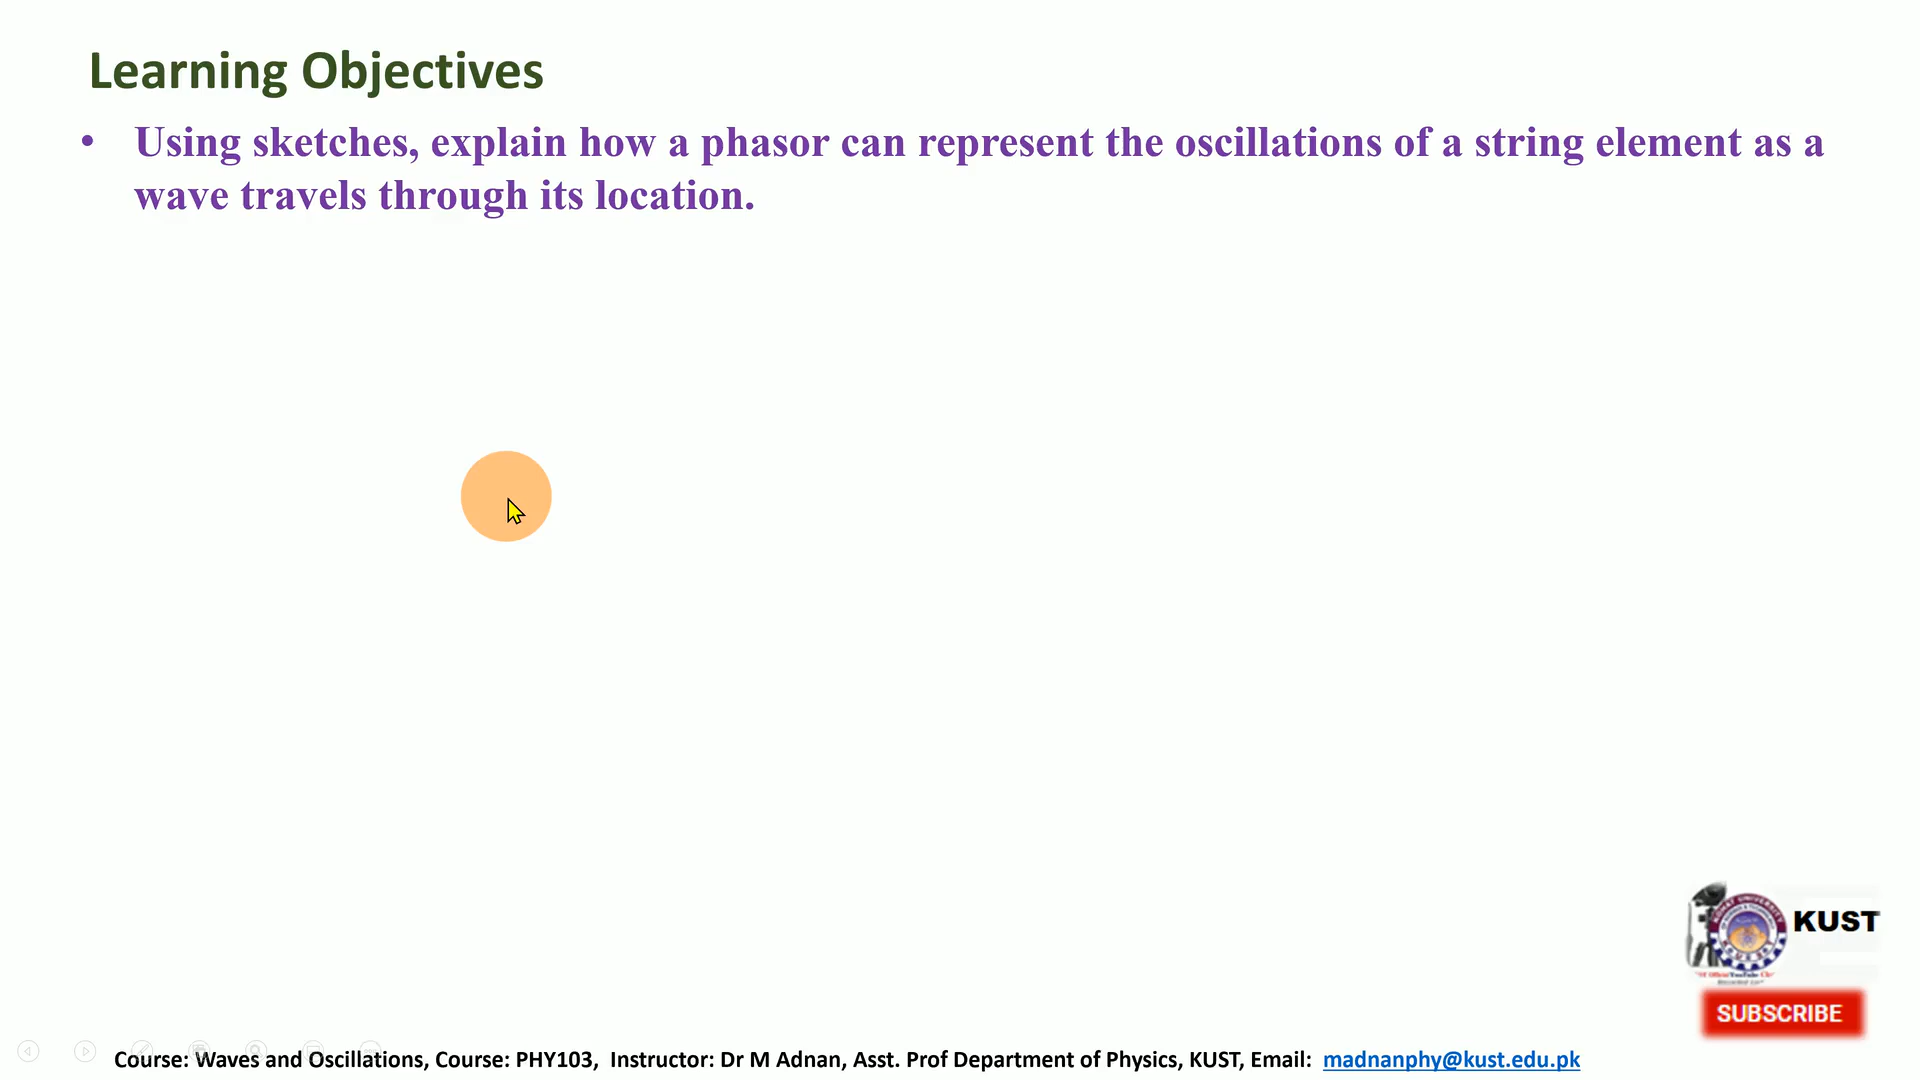 Learning Objectives
• Using sketches, explain how a phasor can represent the oscillations of a string element as a
wave travels through its location.
KUST
SUBSCRIBE
Course: Waves and Oscillations, Course: PHY103, Instructor: Dr M Adnan, Asst. Prof Department of Physics, KUST, Email: madnanphy@kust.edu.pk